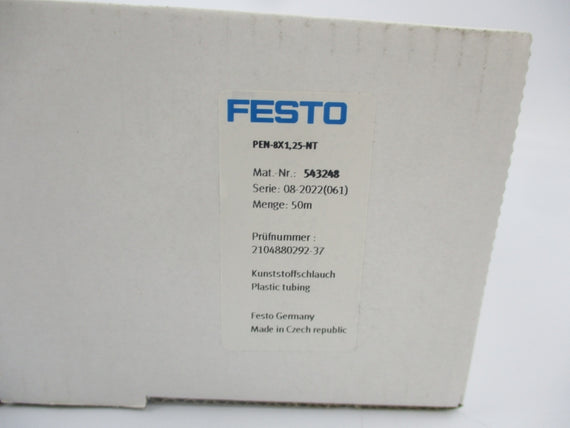 FESTO
PEN-8X1,25-NT
Mat.-Nr.: 543248
Serie: 08-2022(061)
Menge: 50m
Prüfnummer :
2104880292-37
Kunststoffschlauch
Plastic tubing
Festo Germany
Made in Czech republic